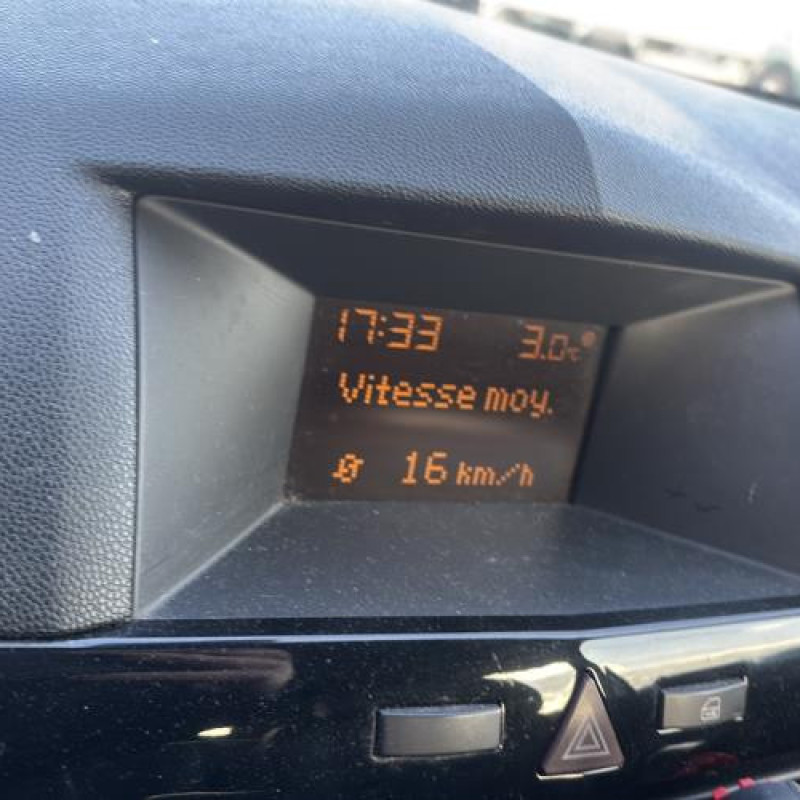 17:33 3.0°C
Vitesse moy.
Ø 16 km/h